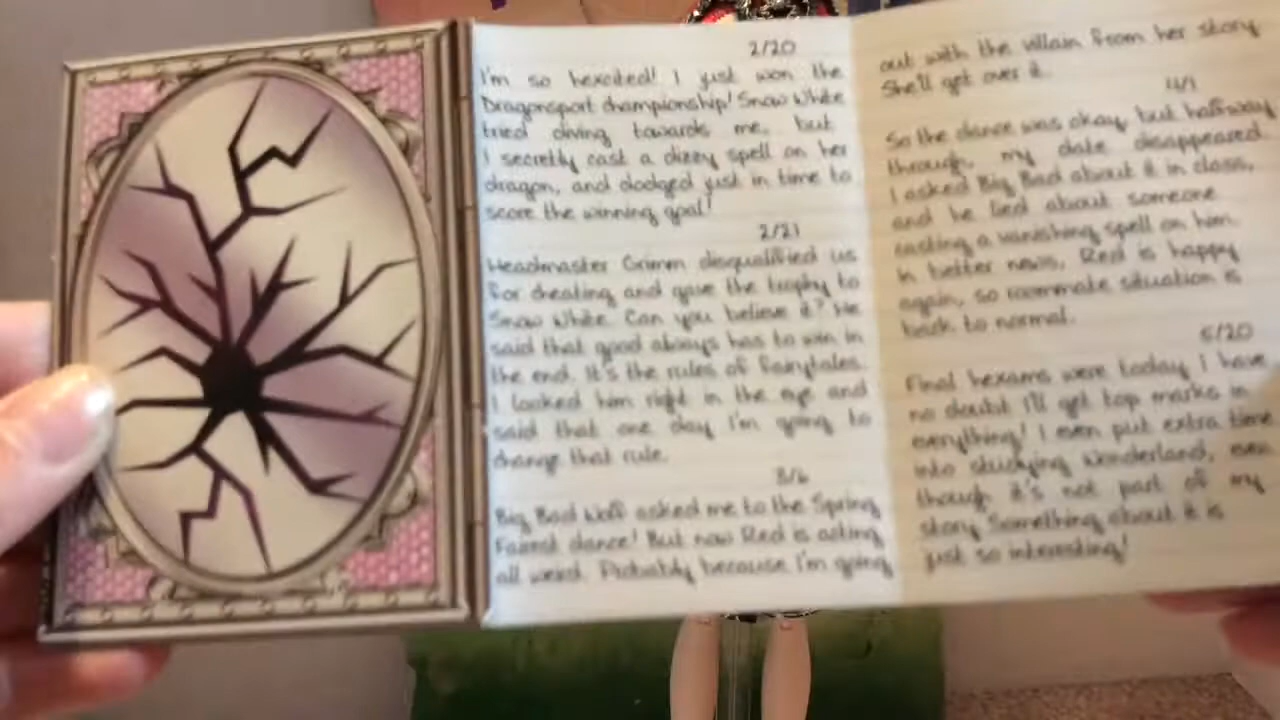 2/20
I'm so hexcited! I just won the
Dragonsport championship! Snow White
tried diving towards me, but
I secretly cast a dizzy spell on her
dragon, and dodged just in time to
score the winning goal!
2/21
Headmaster Grimm disqualified us
for cheating and gave the trophy to
Snow White. Can you believe it? He
said that good always has to win in
the end. It's the rules of fairytales.
I looked him right in the eye and
said that one day I'm going to
change that rule.
3/6
Big Bad Wolf asked me to the Spring
Fairest dance! But now Red is acting
all weird. Probably because I'm going
out with the villain from her story.
She'll get over it.
4/1
So the dance was okay, but halfway
through, my date disappeared.
I asked Big Bad about it in class,
and he lied about someone
casting a vanishing spell on him.
In better news, Red is happy
again, so roommate situation is
back to normal.
5/20
Final hexams were today. I have
no doubt I'll get top marks in
everything! I even put extra time
into studying Wonderland, even
though it's not part of my
story. Something about it is
just so interesting!